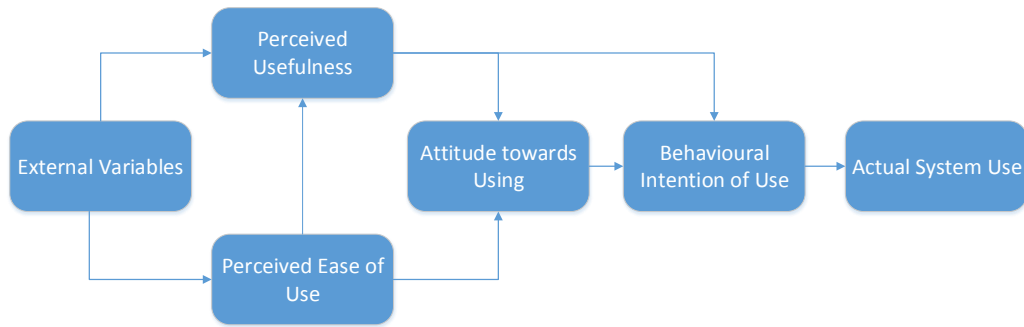 Perceived
Usefulness
External Variables
Attitude towards
Using
Behavioural
Intention of Use
Actual System Use
Perceived Ease of
Use